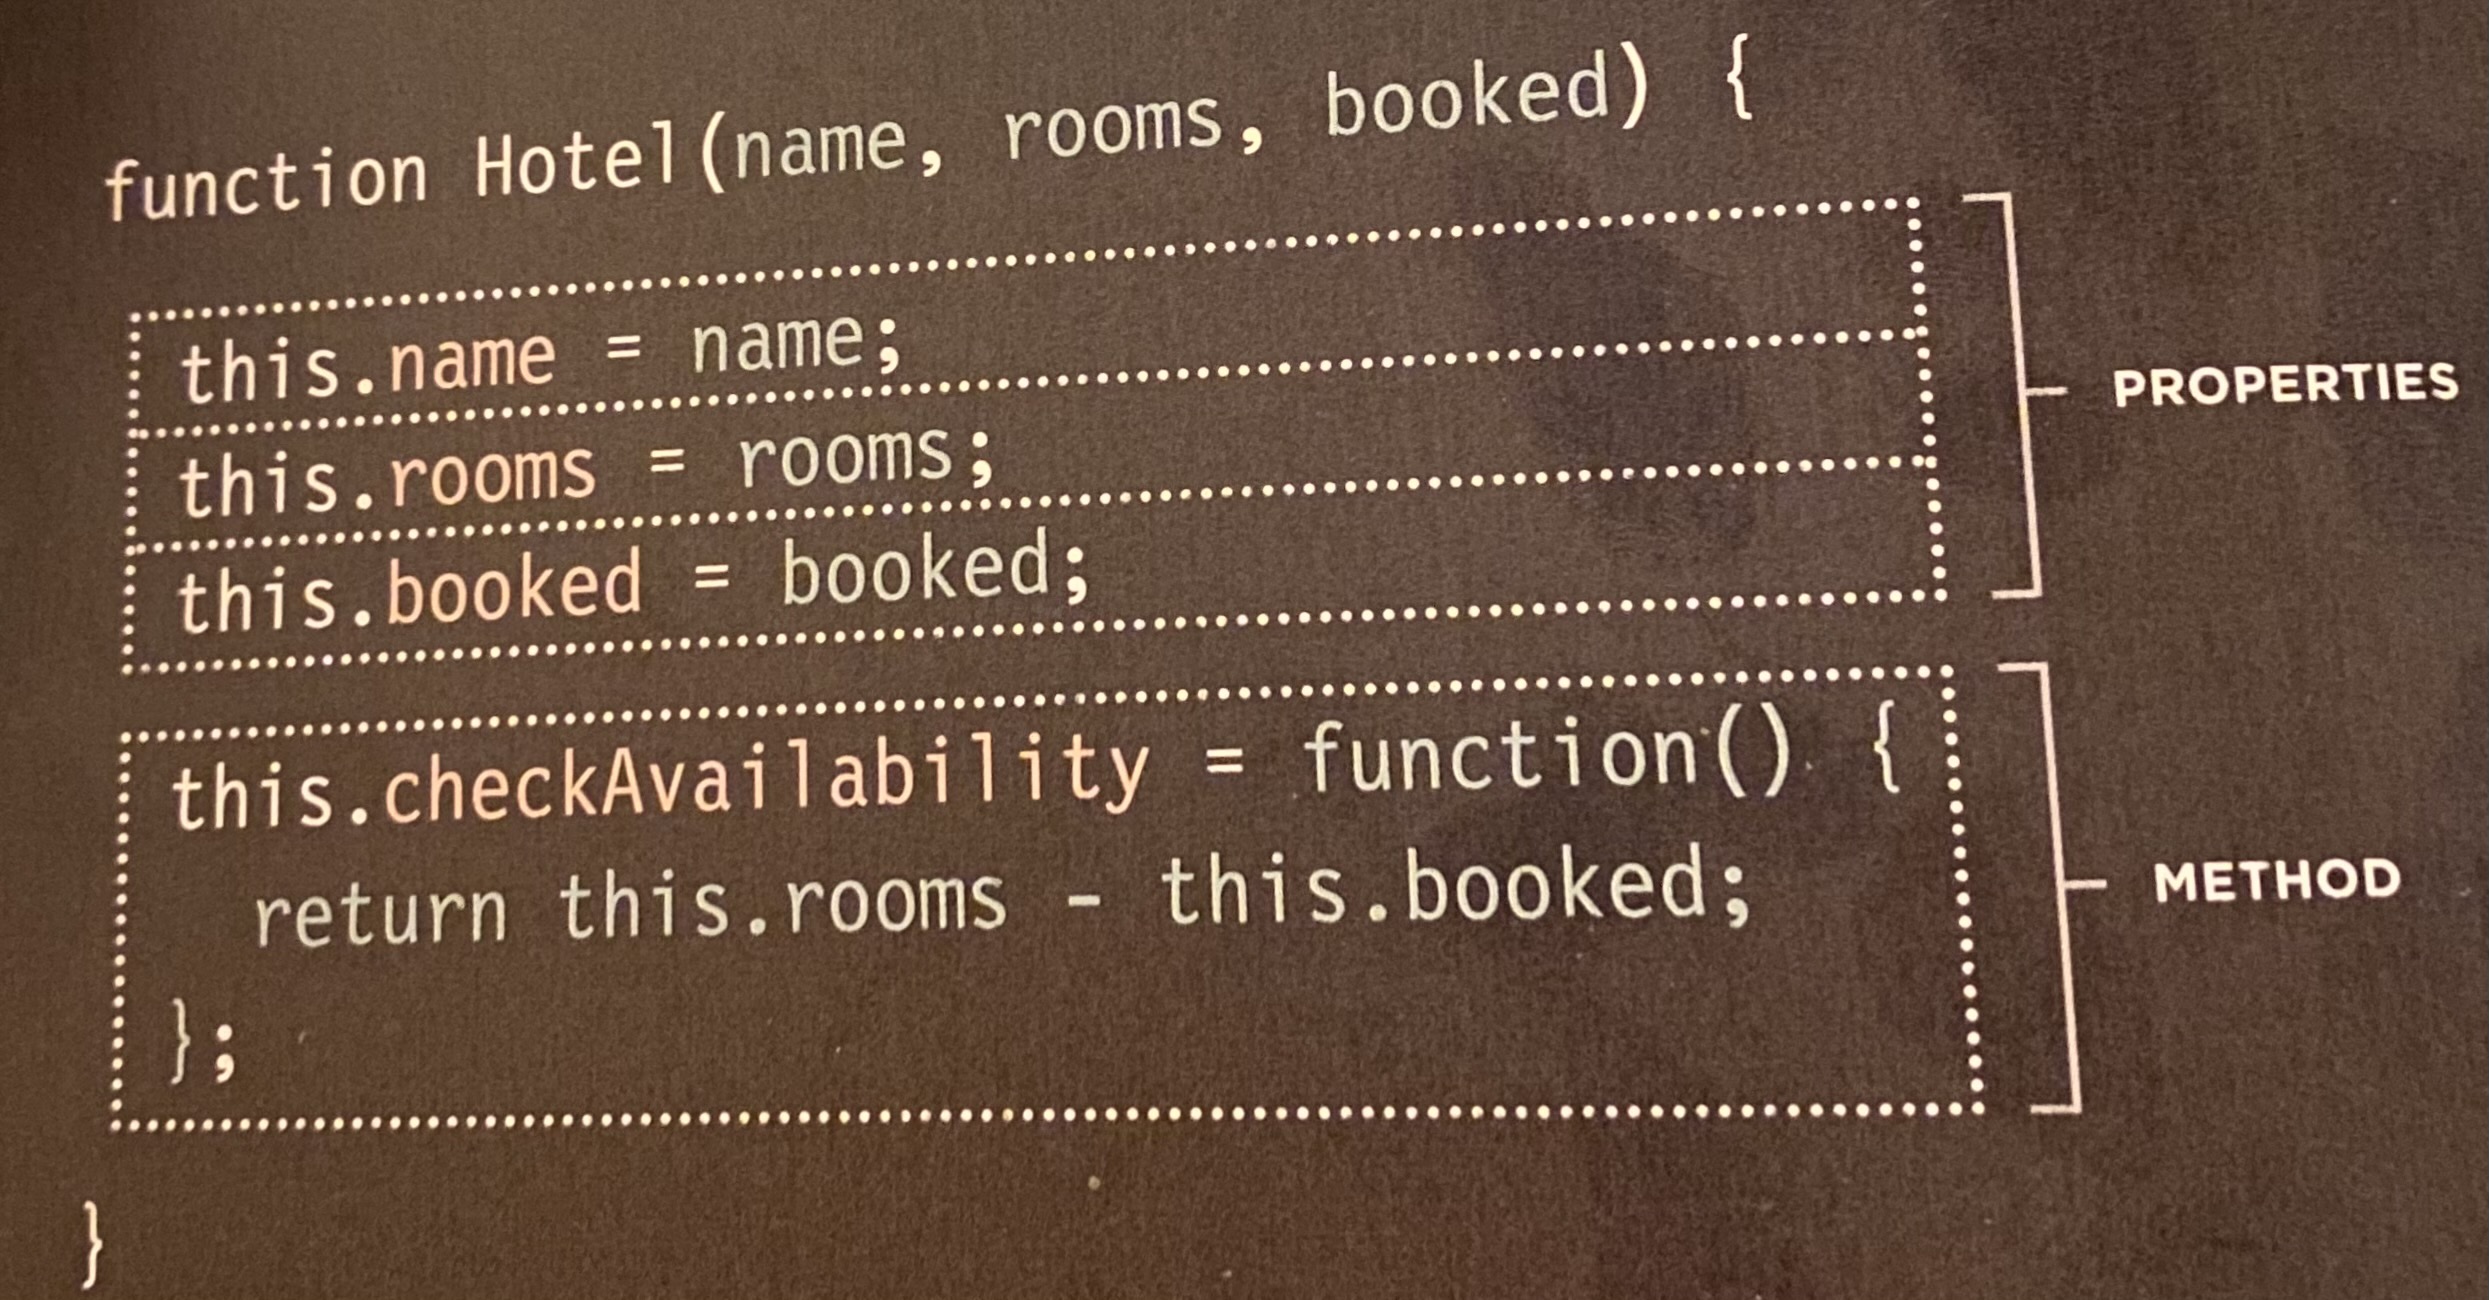 function Hotel(name, rooms, booked) {
this.name = name;
this.rooms = rooms;
this.booked = booked;
PROPERTIES
this.checkAvailability = function() {
return this.rooms - this.booked;
};
METHOD
}